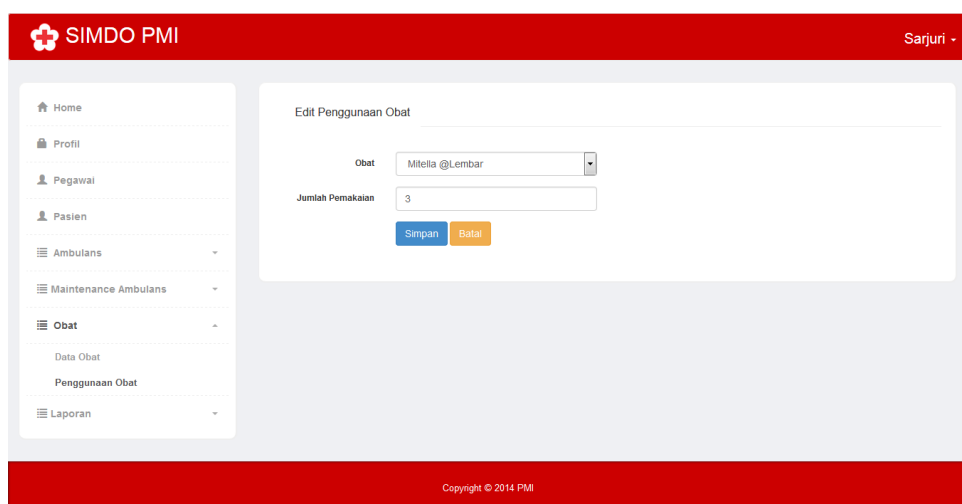 SIMDO PMI
Sarjuri
Home
Profil
Pegawai
Pasien
Ambulans
Maintenance Ambulans
Obat
Data Obat
Penggunaan Obat
Laporan
Edit Penggunaan Obat
Obat
Mitella @Lembar
Jumlah Pemakaian
3
Simpan
Batal
Copyright © 2014 PMI